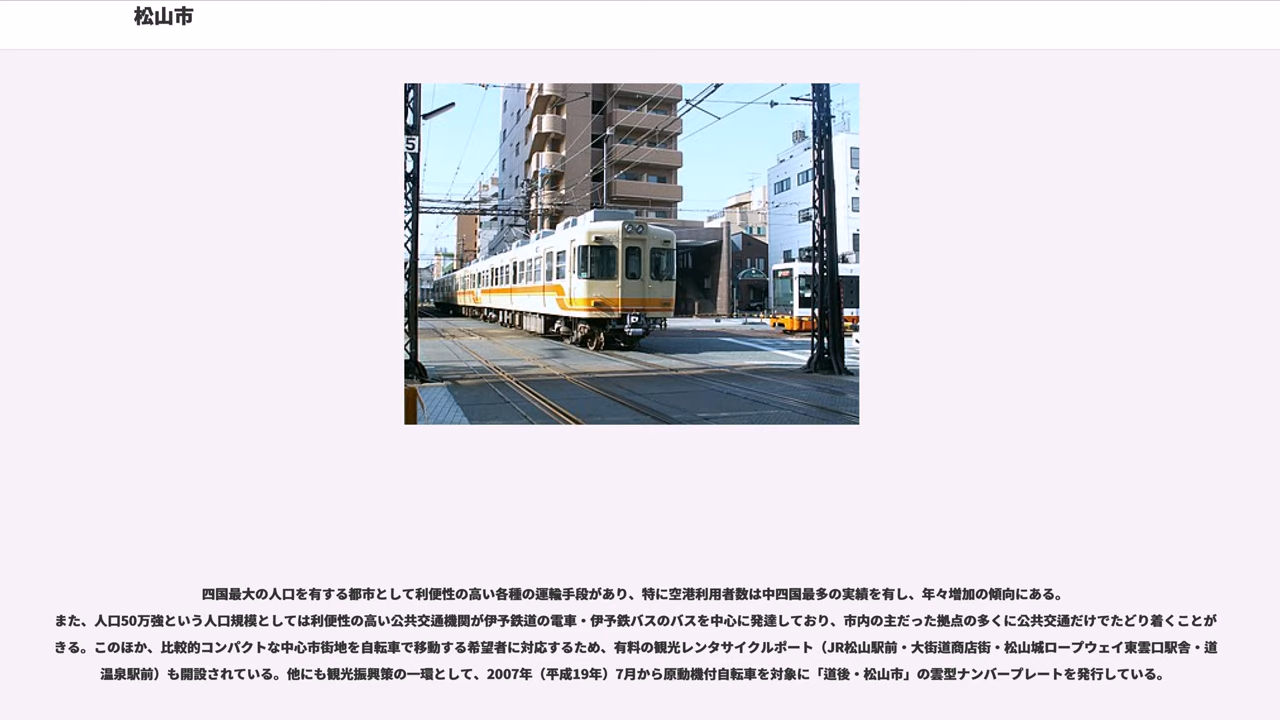 松山市
5
四国最大の人口を有する都市として利便性の高い各種の運輸手段があり、特に空港利用者数は中四国最多の実績を有し、年々増加の傾向にある。
また、人口50万強という人口規模としては利便性の高い公共交通機関が伊予鉄道の電車・伊予鉄バスのバスを中心に発達しており、市内の主だった拠点の多くに公共交通だけでたどり着くことが
きる。このほか、比較的コンパクトな中心市街地を自転車で移動する希望者に対応するため、有料の観光レンタサイクルポート（JR松山駅前・大街道商店街・松山城ロープウェイ東雲口駅舎・道
温泉駅前）も開設されている。他にも観光振興策の一環として、2007年（平成19年）7月から原動機付自転車を対象に「道後・松山市」の雲型ナンバープレートを発行している。